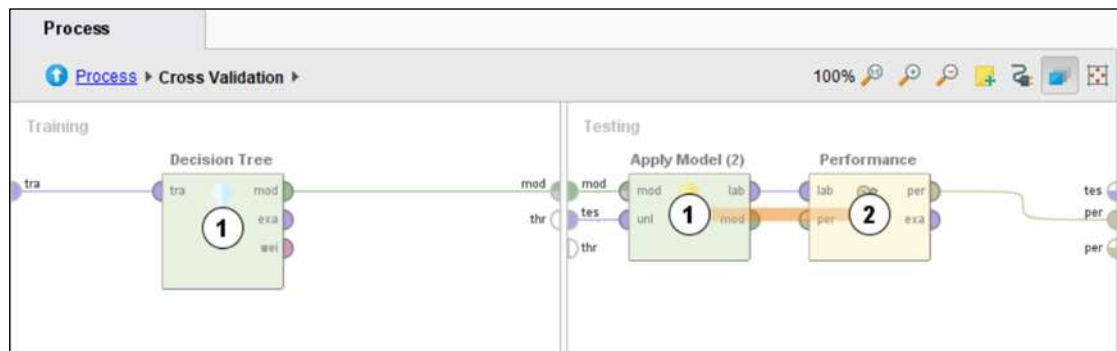 Process
Process ▸ Cross Validation ▸
100%
Training
Testing
Decision Tree
Apply Model (2)
Performance
tra
tra
mod
exa
wei
1
mod
thr
mod
tes
thr
mod
unl
lab
mod
1
lab
per
per
exa
2
tes
per
per